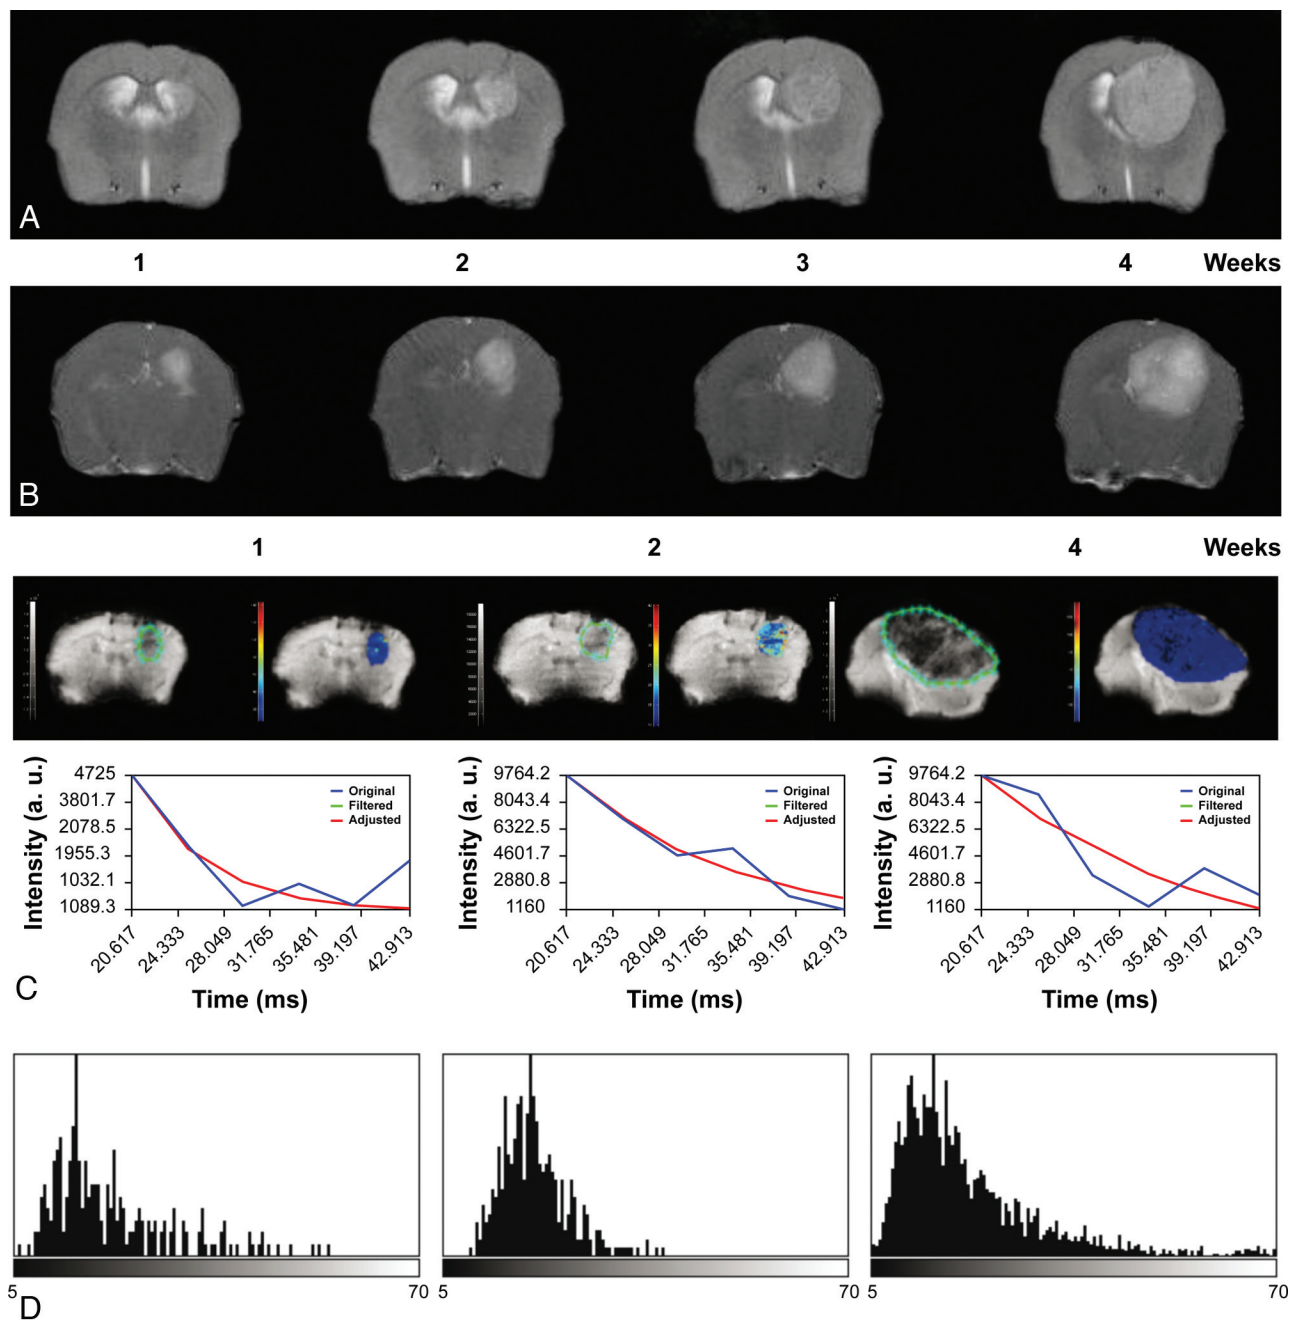 A
1 2 3 4 Weeks
B
1 2 4 Weeks
Intensity (a. u.)
4725
3801.7
2078.5
1955.3
1032.1
1089.3
Original
Filtered
Adjusted
20.617 24.333 28.049 31.765 35.481 39.197 42.913
Time (ms)
Intensity (a. u.)
9764.2
8043.4
6322.5
4601.7
2880.8
1160
Original
Filtered
Adjusted
20.617 24.333 28.049 31.765 35.481 39.197 42.913
Time (ms)
Intensity (a. u.)
9764.2
8043.4
6322.5
4601.7
2880.8
1160
Original
Filtered
Adjusted
20.617 24.333 28.049 31.765 35.481 39.197 42.913
Time (ms)
C
5 70 5 70 5 70
D